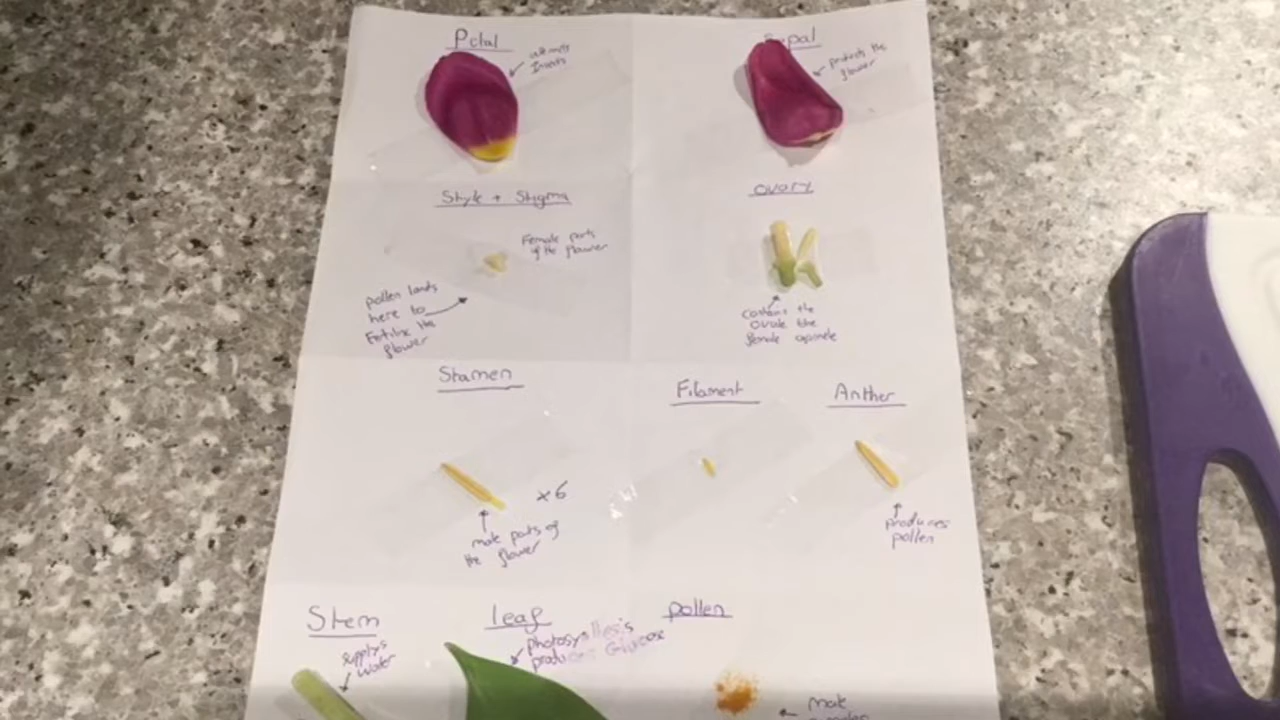 Petal
attracts
Insects
Sepal
protects the
flower
Style + Stigma
Female parts
of the flower
pollen lands
here to
Fertilise the
flower
ovary
contains the
ovule the
female gamete
Stamen
x6
male parts of
the flower
Filament
Anther
produces
pollen
Stem
supply's
water
leaf
photosynthesis
produces Glucose
pollen
male